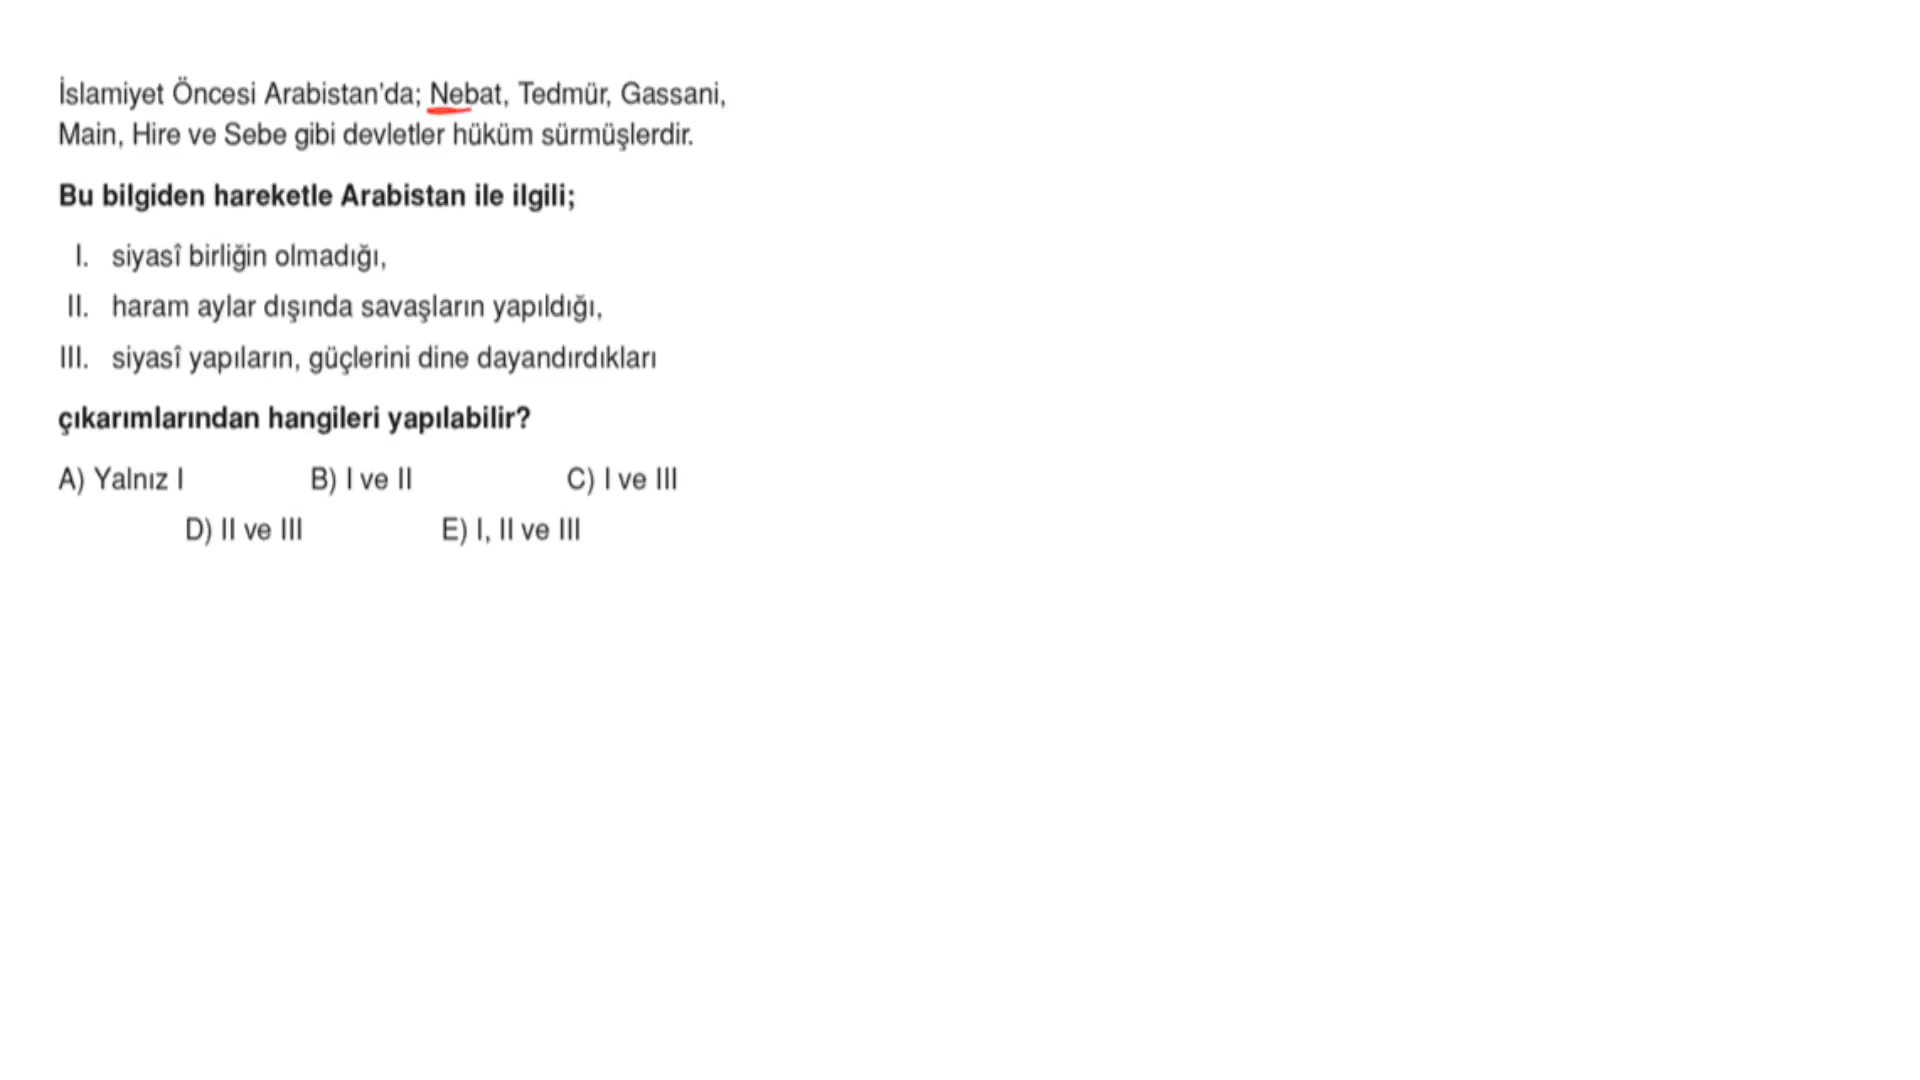 İslamiyet Öncesi Arabistan'da; Nebat, Tedmür, Gassani,
Main, Hire ve Sebe gibi devletler hüküm sürmüşlerdir.
Bu bilgiden hareketle Arabistan ile ilgili;
I. siyasî birliğin olmadığı,
II. haram aylar dışında savaşların yapıldığı,
III. siyasî yapıların, güçlerini dine dayandırdıkları
çıkarımlarından hangileri yapılabilir?
A) Yalnız I B) I ve II C) I ve III
D) II ve III E) I, II ve III